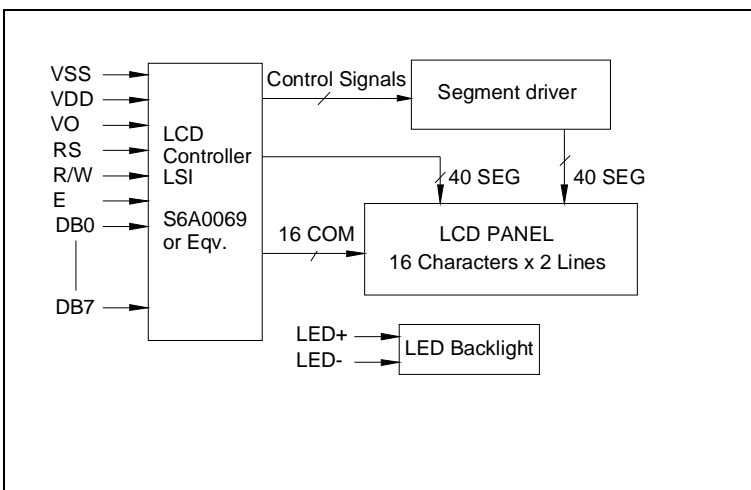 VSS
VDD
VO
RS
R/W
E
DB0
DB7
LCD
Controller
LSI
S6A0069
or Eqv.
Control Signals
Segment driver
40 SEG
40 SEG
16 COM
LCD PANEL
16 Characters x 2 Lines
LED+
LED-
LED Backlight